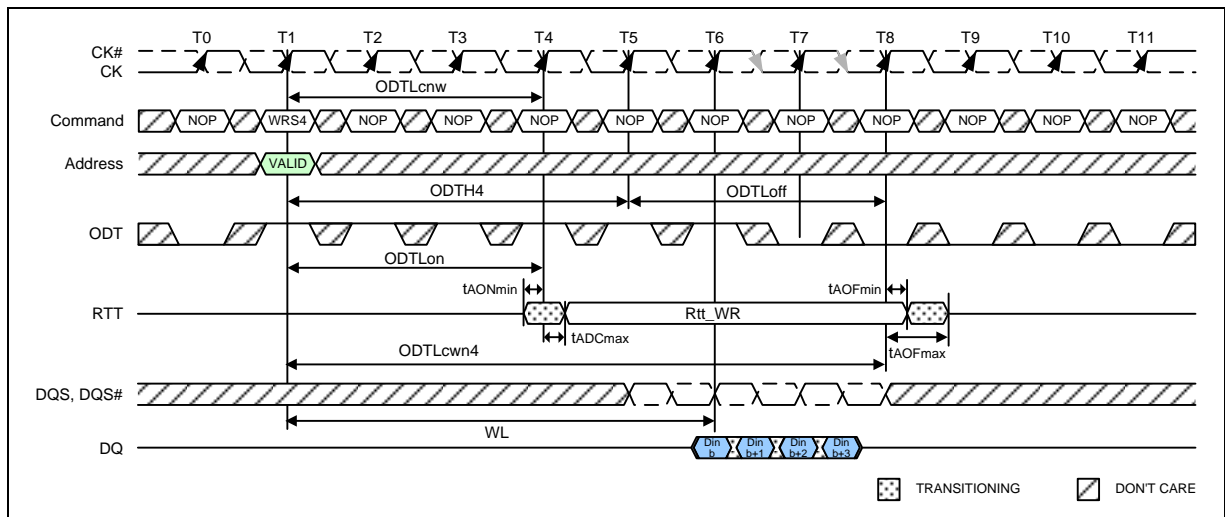 T0 T1 T2 T3 T4 T5 T6 T7 T8 T9 T10 T11
CK#
CK
ODTLcnw
Command NOP WRS4 NOP NOP NOP NOP NOP NOP NOP NOP NOP NOP
Address VALID
ODTH4 ODTLoff
ODT
ODTLon
tAONmin tAOFmin
RTT Rtt_WR
tADCmax tAOFmax
ODTLcwn4
DQS, DQS#
WL
DQ Din b Din b+1 Din b+2 Din b+3
TRANSITIONING DON'T CARE